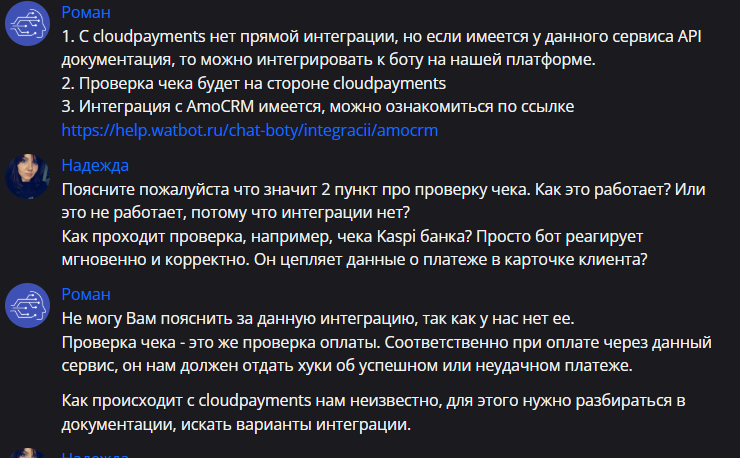 Роман
1. С cloudpayments нет прямой интеграции, но если имеется у данного сервиса API
документация, то можно интегрировать к боту на нашей платформе.
2. Проверка чека будет на стороне cloudpayments
3. Интеграция с AmoCRM имеется, можно ознакомиться по ссылке
https://help.watbot.ru/chat-boty/integracii/amocrm
Надежда
Поясните пожалуйста что значит 2 пункт про проверку чека. Как это работает? Или
это не работает, потому что интеграции нет?
Как проходит проверка, например, чека Kaspi банка? Просто бот реагирует
мгновенно и корректно. Он цепляет данные о платеже в карточке клиента?
Роман
Не могу Вам пояснить за данную интеграцию, так как у нас нет ее.
Проверка чека - это же проверка оплаты. Соответственно при оплате через данный
сервис, он нам должен отдать хуки об успешном или неудачном платеже.
Как происходит с cloudpayments нам неизвестно, для этого нужно разбираться в
документации, искать варианты интеграции.
Надежда